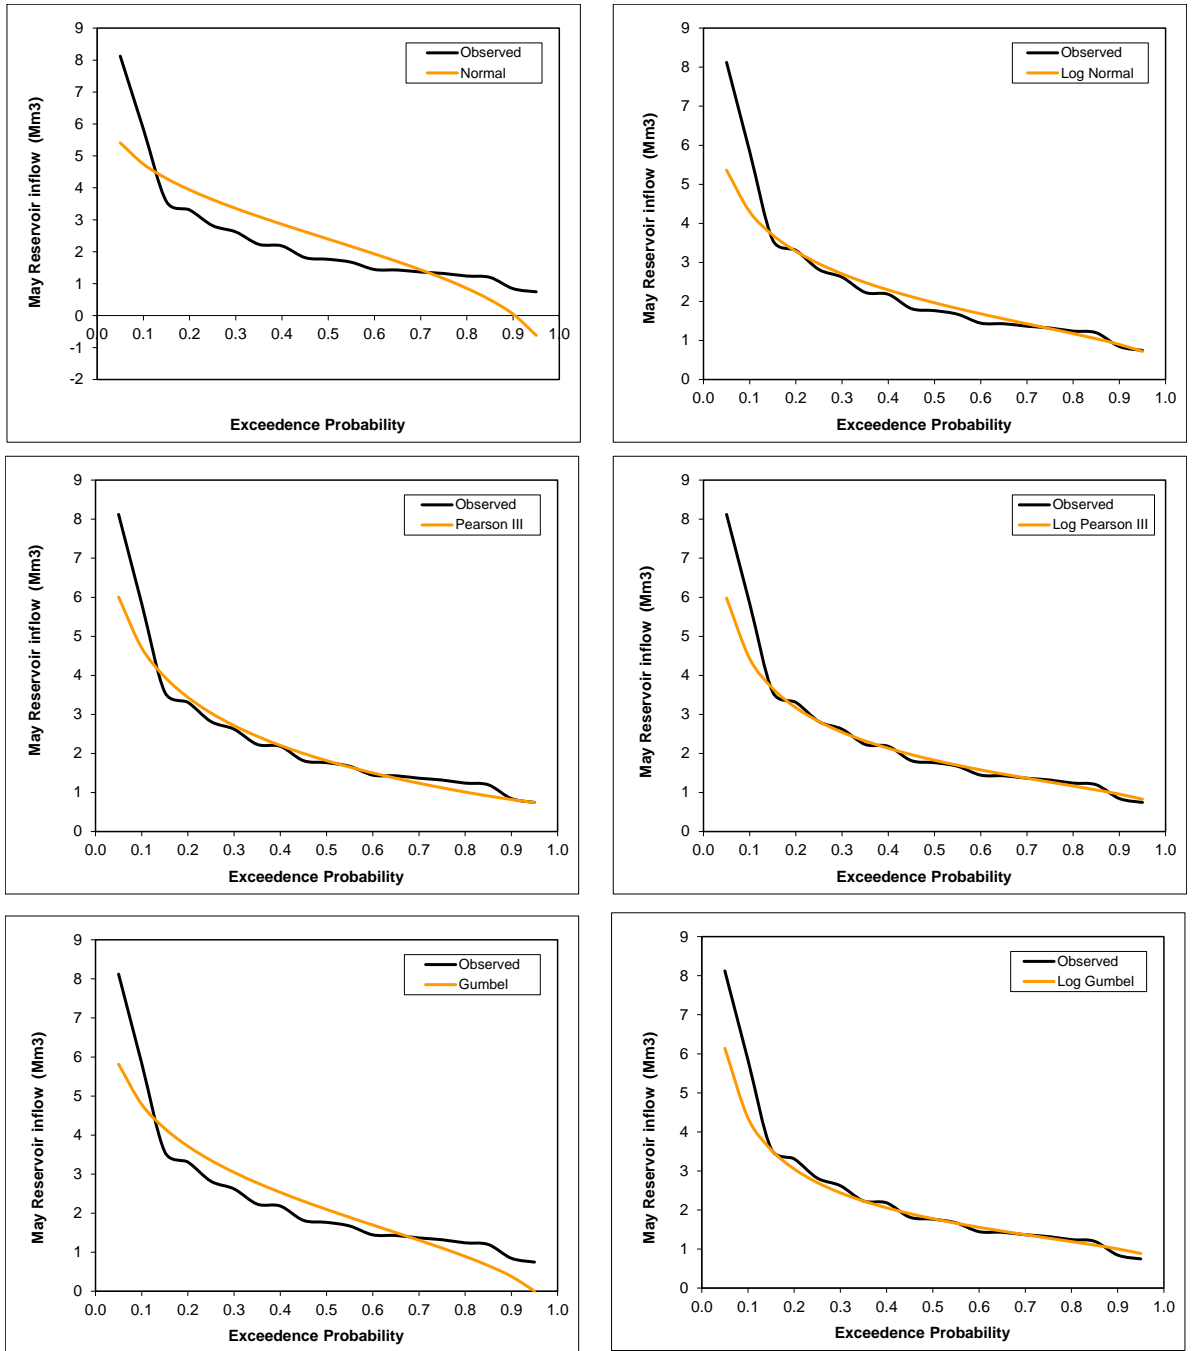 9
8
7
6
5
4
3
2
1
0
-1
-2
0.0 0.1 0.2 0.3 0.4 0.5 0.6 0.7 0.8 0.9 1.0
May Reservoir inflow (Mm3)
Exceedence Probability
Observed
Normal
9
8
7
6
5
4
3
2
1
0
0.0 0.1 0.2 0.3 0.4 0.5 0.6 0.7 0.8 0.9 1.0
May Reservoir inflow (Mm3)
Exceedence Probability
Observed
Log Normal
9
8
7
6
5
4
3
2
1
0
0.0 0.1 0.2 0.3 0.4 0.5 0.6 0.7 0.8 0.9 1.0
May Reservoir inflow (Mm3)
Exceedence Probability
Observed
Pearson III
9
8
7
6
5
4
3
2
1
0
0.0 0.1 0.2 0.3 0.4 0.5 0.6 0.7 0.8 0.9 1.0
May Reservoir inflow (Mm3)
Exceedence Probability
Observed
Log Pearson III
9
8
7
6
5
4
3
2
1
0
0.0 0.1 0.2 0.3 0.4 0.5 0.6 0.7 0.8 0.9 1.0
May Reservoir inflow (Mm3)
Exceedence Probability
Observed
Gumbel
9
8
7
6
5
4
3
2
1
0
0.0 0.1 0.2 0.3 0.4 0.5 0.6 0.7 0.8 0.9 1.0
May Reservoir inflow (Mm3)
Exceedence Probability
Observed
Log Gumbel